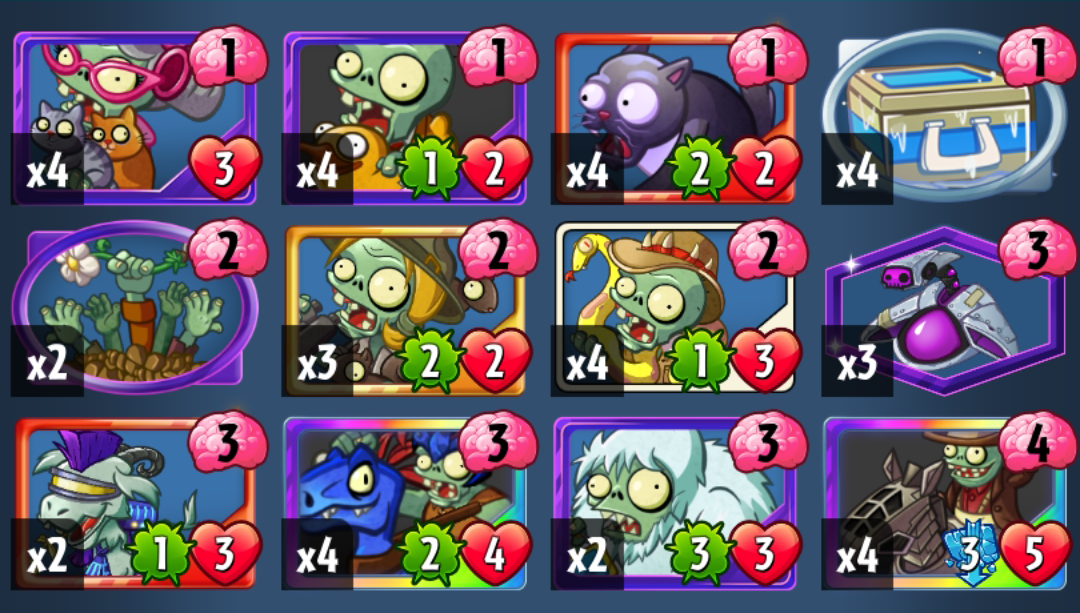 1 1 1 1
x4 3 x4 1 2 x4 2 2 x4
2 2 2 3
x2 x3 2 2 x4 1 3 x3
3 3 3 4
x2 1 3 x4 2 4 x2 3 3 x4 3 5